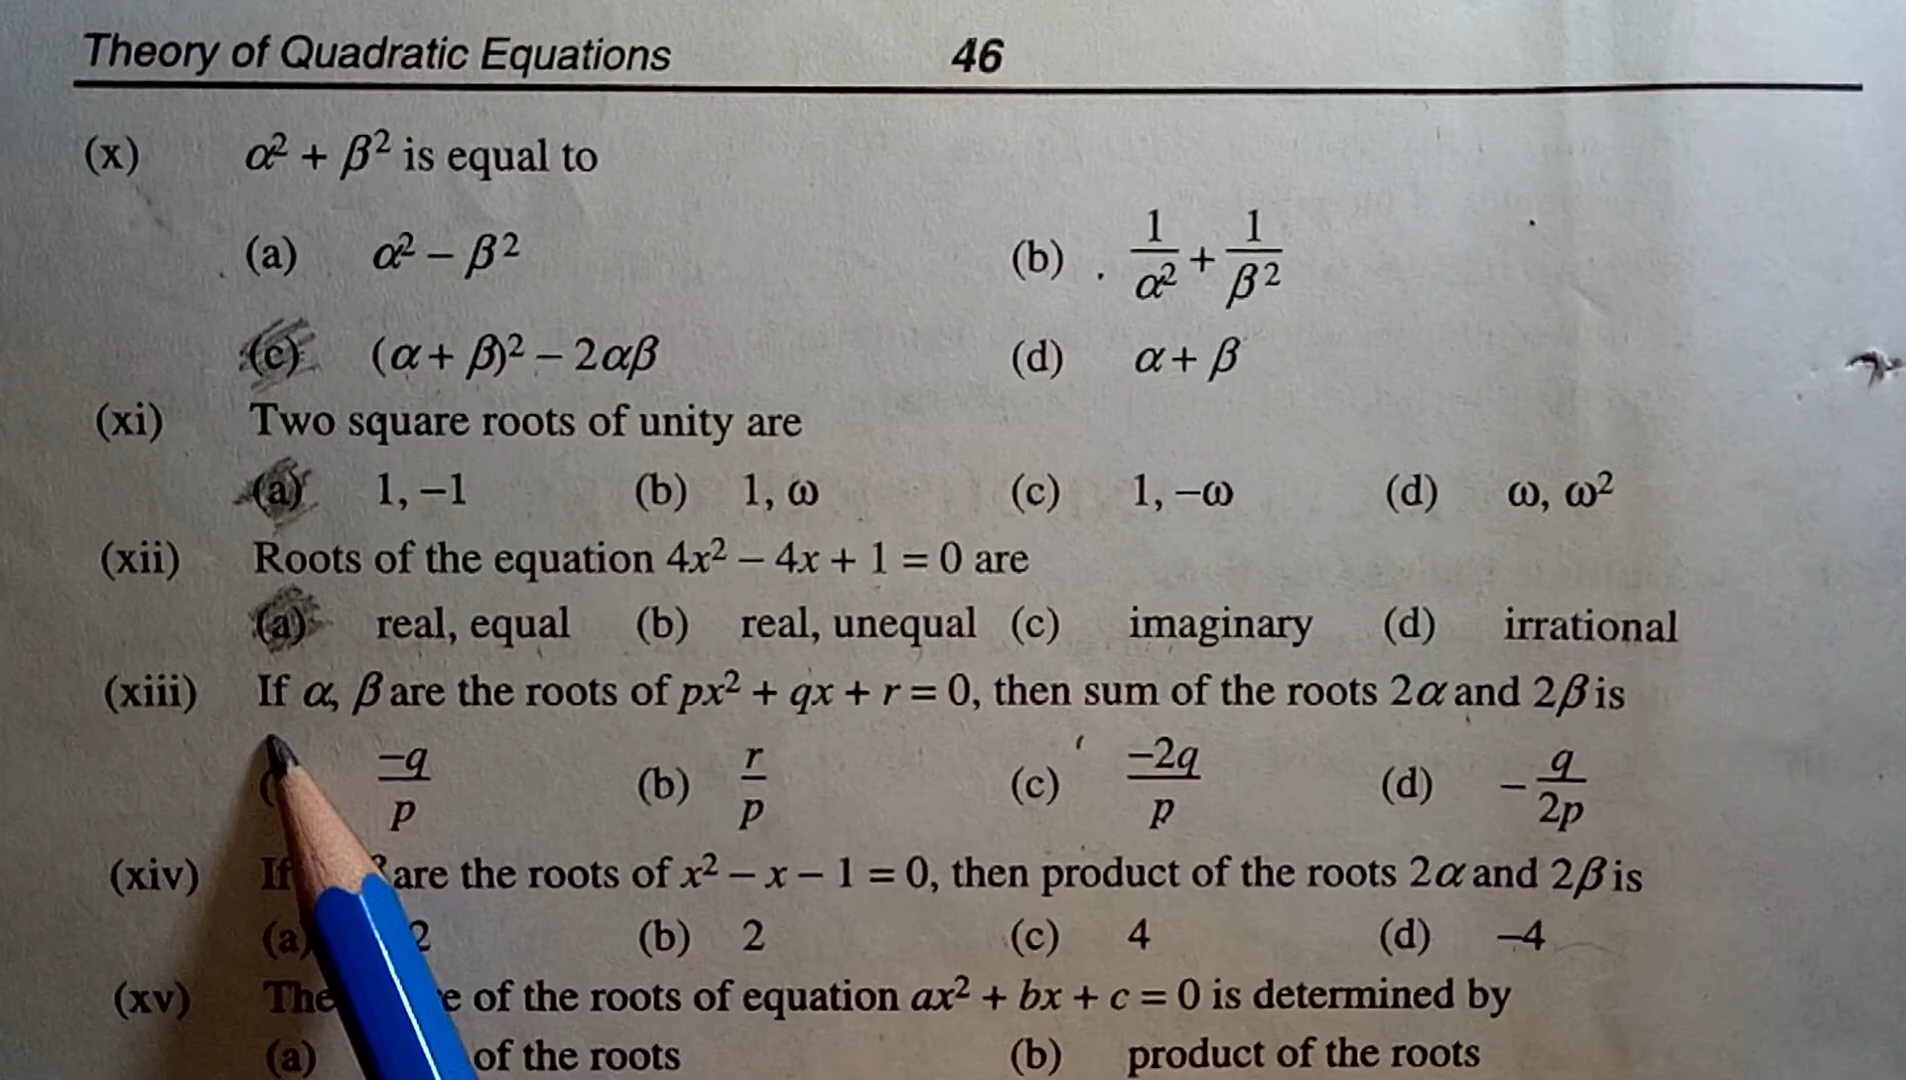 Theory of Quadratic Equations 46
(x) α² + β² is equal to
(a) α² – β² (b) 1/α² + 1/β²
(c) (α + β)² – 2αβ (d) α + β
(xi) Two square roots of unity are
(a) 1, –1 (b) 1, ω (c) 1, –ω (d) ω, ω²
(xii) Roots of the equation 4x² – 4x + 1 = 0 are
(a) real, equal (b) real, unequal (c) imaginary (d) irrational
(xiii) If α, β are the roots of px² + qx + r = 0, then sum of the roots 2α and 2β is
–q/p (b) r/p (c) –2q/p (d) –q/2p
(xiv) If β are the roots of x² – x – 1 = 0, then product of the roots 2α and 2β is
(a) 2 (b) 2 (c) 4 (d) –4
(xv) The of the roots of equation ax² + bx + c = 0 is determined by
(a) of the roots (b) product of the roots